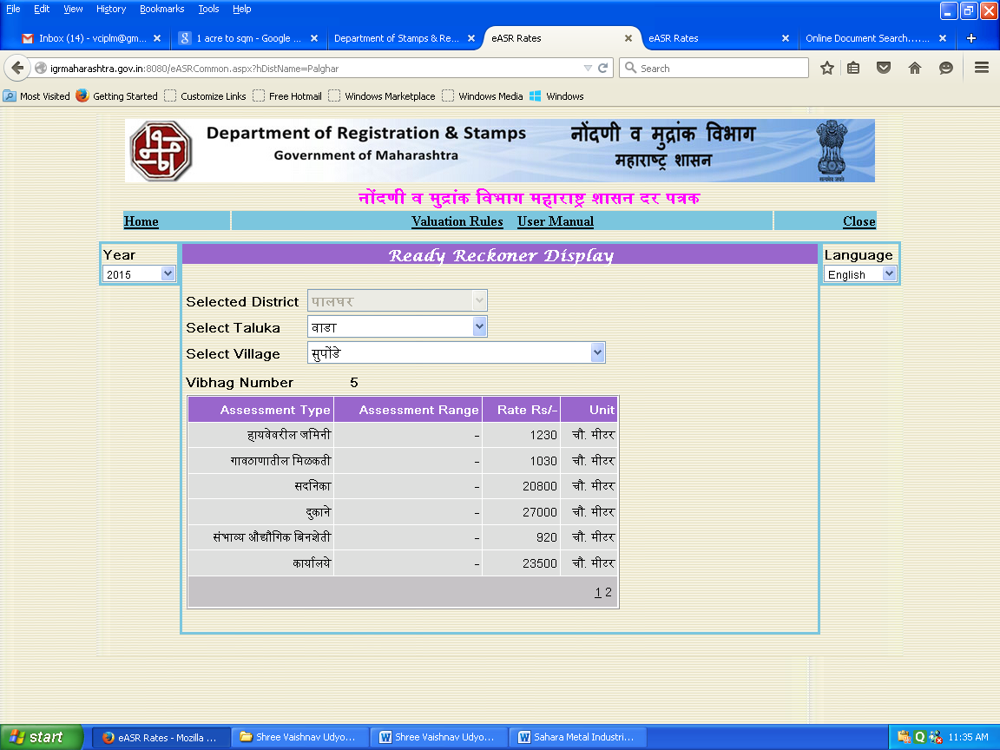 File Edit View History Bookmarks Tools Help
Inbox (14) - vciplm@gm... 1 acre to sqm - Google ... Department of Stamps & Re... eASR Rates eASR Rates Online Document Search......
igrmaharashtra.gov.in:8080/eASRCommon.aspx?hDistName=Palghar Search
Most Visited Getting Started Customize Links Free Hotmail Windows Marketplace Windows Media Windows
Department of Registration & Stamps नोंदणी व मुद्रांक विभाग
Government of Maharashtra महाराष्ट्र शासन
नोंदणी व मुद्रांक विभाग महाराष्ट्र शासन दर पत्रक
Home Valuation Rules User Manual Close
Year Ready Reckoner Display Language
2015 English
Selected District पालघर
Select Taluka वाडा
Select Village सुपोंडे
Vibhag Number 5
Assessment Type Assessment Range Rate Rs/- Unit
हायवेवरील जमिनी - 1230 चौ. मीटर
गावठाणातील मिळकती - 1030 चौ. मीटर
सदनिका - 20800 चौ. मीटर
दुकाने - 27000 चौ. मीटर
संभाव्य औद्यौगिक बिनशेती - 920 चौ. मीटर
कार्यालये - 23500 चौ. मीटर
1 2
start eASR Rates - Mozilla ... Shree Vaishnav Udyo... Shree Vaishnav Udyo... Sahara Metal Industri... 11:35 AM